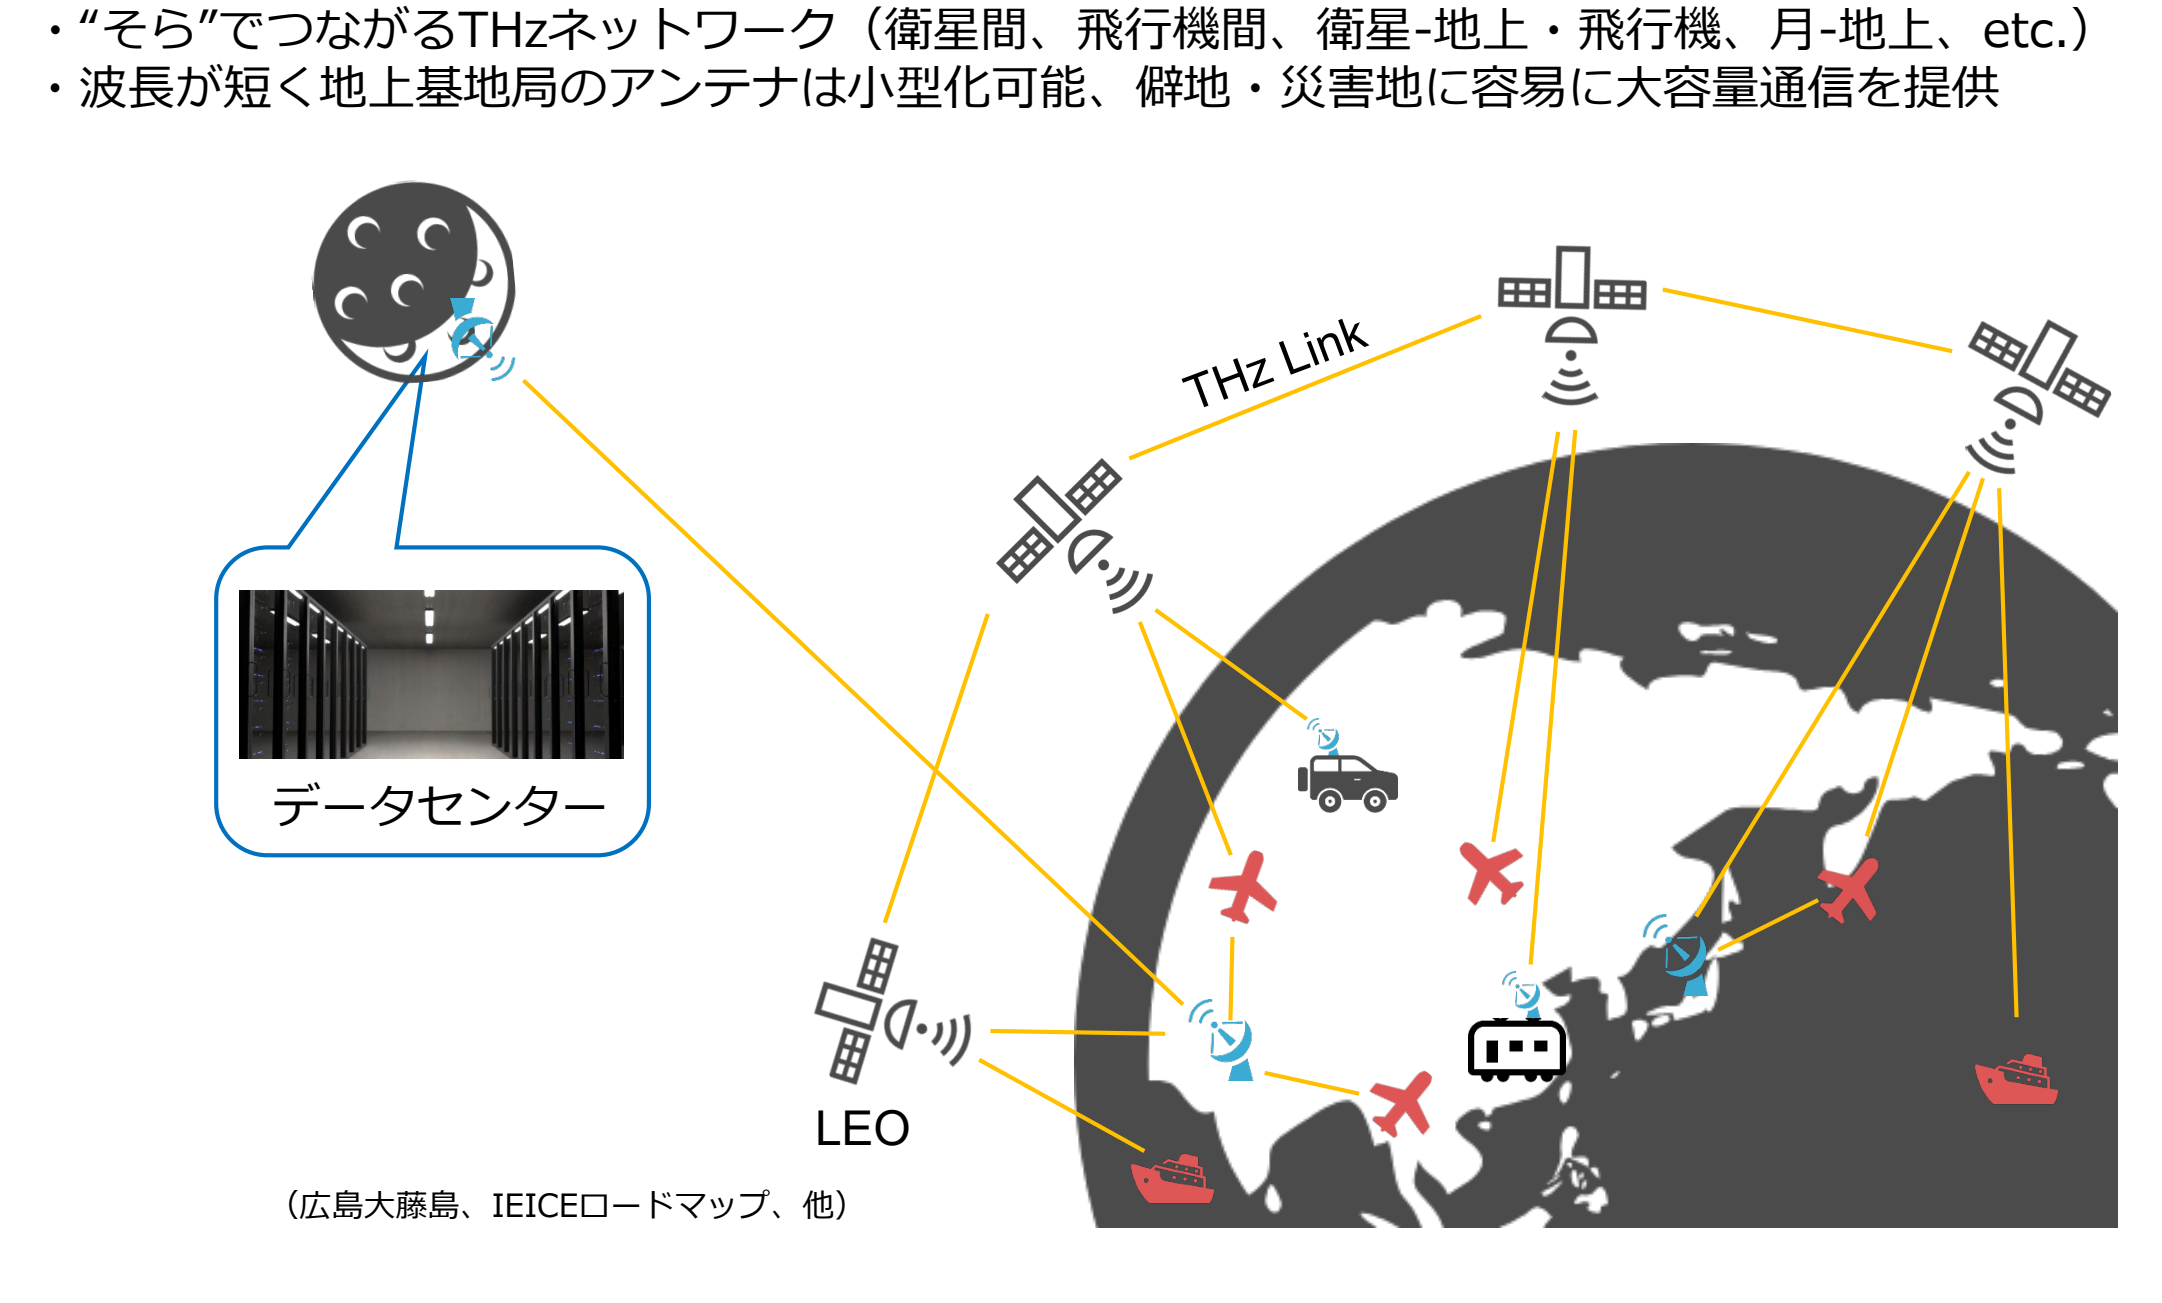 ・“そら”でつながるTHzネットワーク（衛星間、飛行機間、衛星-地上・飛行機、月-地上、etc.）
・波長が短く地上基地局のアンテナは小型化可能、僻地・災害地に容易に大容量通信を提供
THz Link
データセンター
LEO
（広島大藤島、IEICEロードマップ、他）